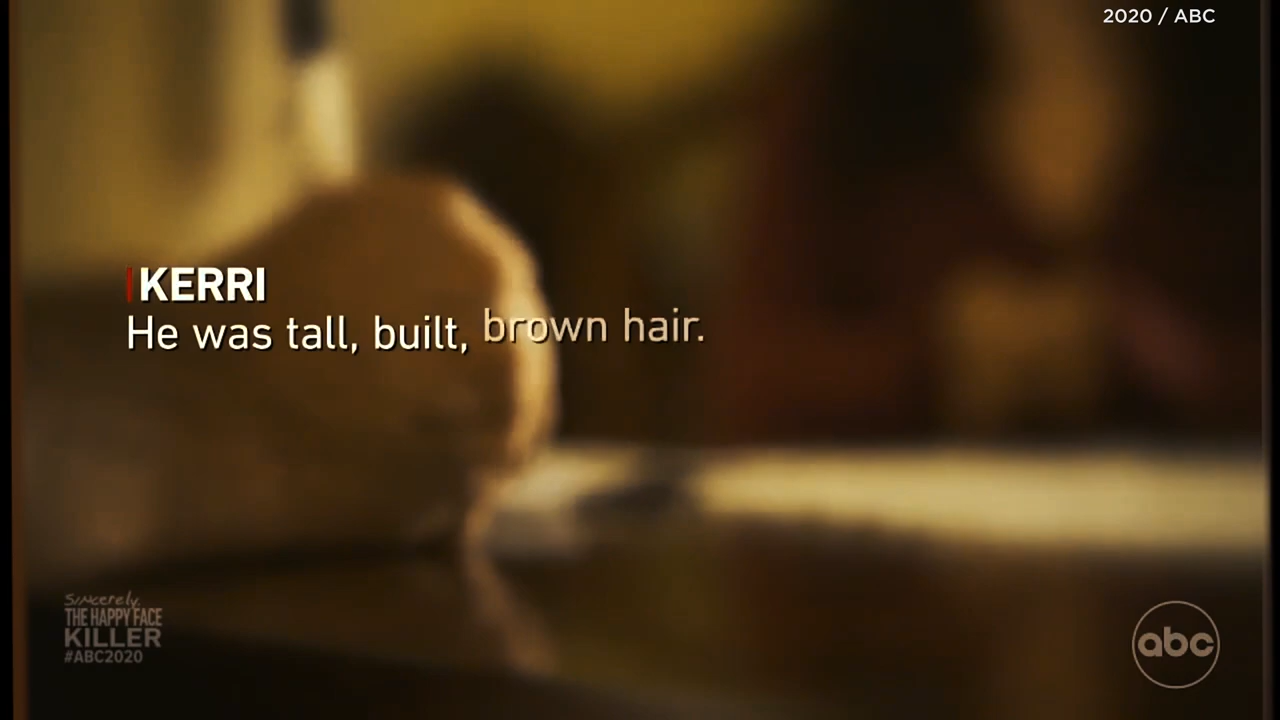 2020 / ABC
KERRI
He was tall, built, brown hair.
Sincerely,
THE HAPPY FACE
KILLER
#ABC2020
abc